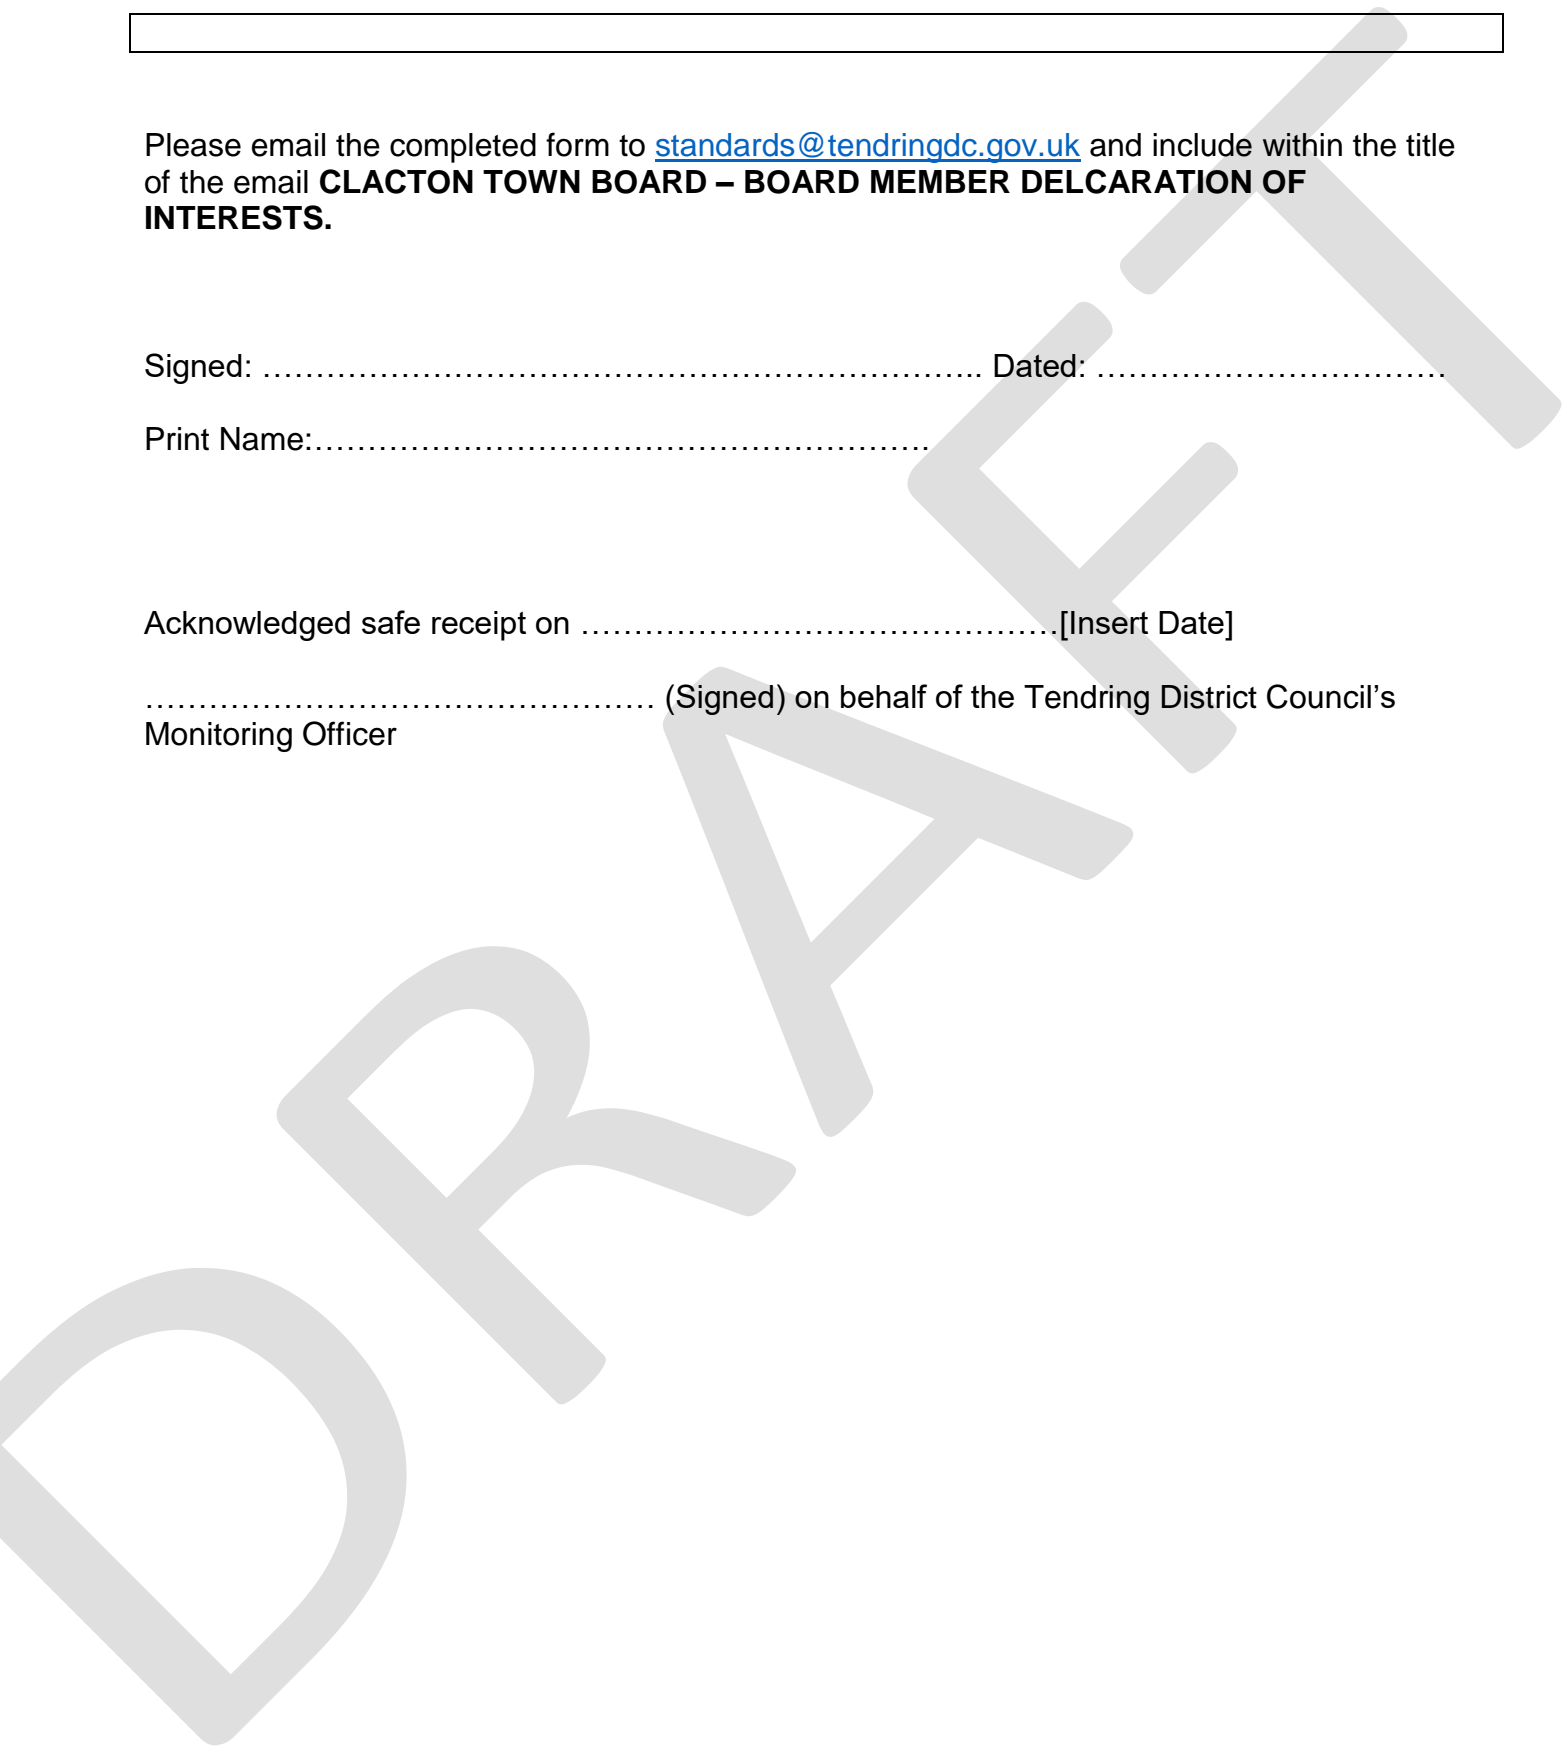 Please email the completed form to standards@tendringdc.gov.uk and include within the title
of the email CLACTON TOWN BOARD – BOARD MEMBER DELCARATION OF
INTERESTS.
Signed: ………………………………………………………….. Dated: ……………………………
Print Name:………………………………………………….
Acknowledged safe receipt on ………………………………………[Insert Date]
………………………………………… (Signed) on behalf of the Tendring District Council’s
Monitoring Officer
DRAFT